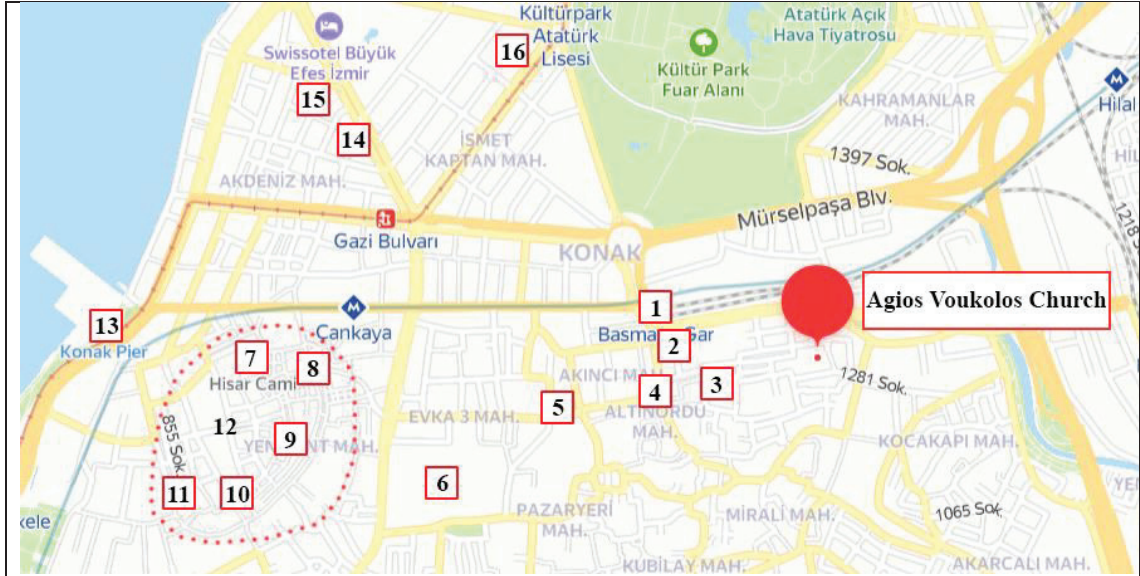 Kültürpark
Atatürk
Lisesi
Atatürk Açık
Hava Tiyatrosu
Swissotel Büyük
Efes İzmir
16
Kültür Park
Fuar Alanı
Hilal
15
KAHRAMANLAR
MAH.
14
İSMET
KAPTAN MAH.
1397 Sok.
AKDENİZ MAH.
Mürselpaşa Blv.
1218 S
Gazi Bulvarı
KONAK
Agios Voukolos Church
1
13
Konak Pier
Çankaya
2
7
8
Hisar Cami
AKINCI MAH.
3
4
1281 Sok.
5
EVKA 3 MAH.
ALTINORDU
MAH.
855 Sok.
12
9
MAH.
KOCAKAPI MAH.
6
11
10
PAZARYERİ
MAH.
MİRALİ MAH.
1065 Sok.
KUBİLAY MAH.
AKARCALI MAH.